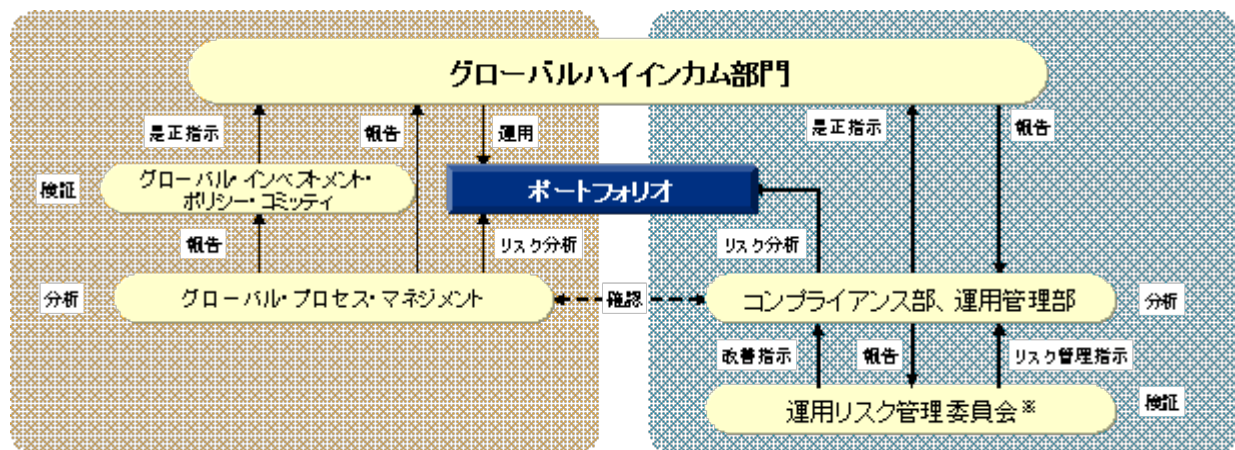 グローバルハイインカム部門
是正指示
報告
運用
是正指示
報告
検証
グローバル・インベストメント・
ポリシー・コミッティ
ポートフォリオ
報告
リスク分析
リスク分析
分析
グローバル・プロセス・マネジメント
確認
コンプライアンス部、運用管理部
分析
改善指示
報告
リスク管理指示
運用リスク管理委員会※
検証